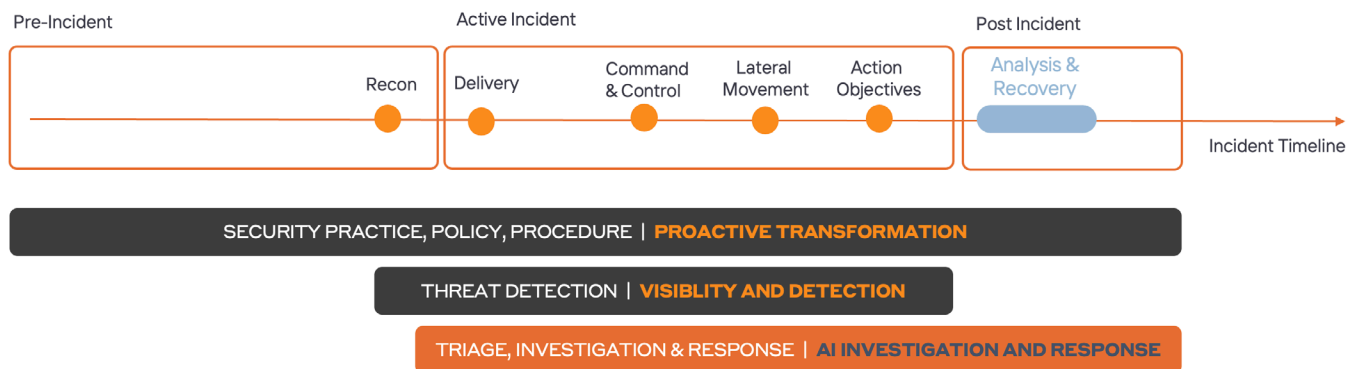 Pre-Incident
Active Incident
Post Incident
Recon
Delivery
Command
& Control
Lateral
Movement
Action
Objectives
Analysis &
Recovery
Incident Timeline
SECURITY PRACTICE, POLICY, PROCEDURE | PROACTIVE TRANSFORMATION
THREAT DETECTION | VISIBLITY AND DETECTION
TRIAGE, INVESTIGATION & RESPONSE | AI INVESTIGATION AND RESPONSE